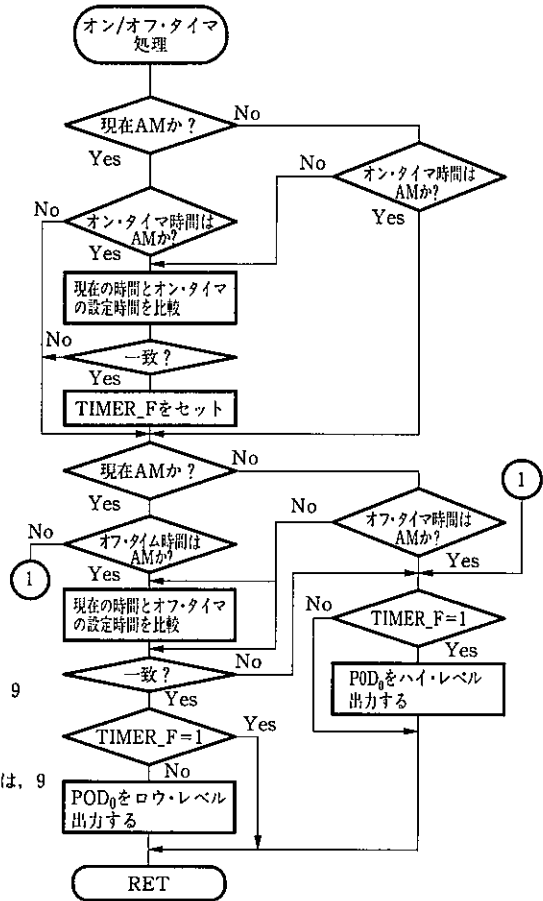 オン/オフ・タイマ
処理
現在AMか?
No
Yes
オン・タイマ時間は
AMか?
No
Yes
No
オン・タイマ時間は
AMか?
Yes
現在の時間とオン・タイマ
の設定時間を比較
No
一致?
Yes
TIMER_Fをセット
現在AMか?
No
Yes
1
No
オフ・タイマ時間は
AMか?
Yes
No
オフ・タイム時間は
AMか?
Yes
1
現在の時間とオフ・タイマ
の設定時間を比較
No
TIMER_F=1
Yes
一致?
No
Yes
P0D₀をハイ・レベル
出力する
9
TIMER_F=1
Yes
No
は, 9
P0D₀をロウ・レベル
出力する
RET